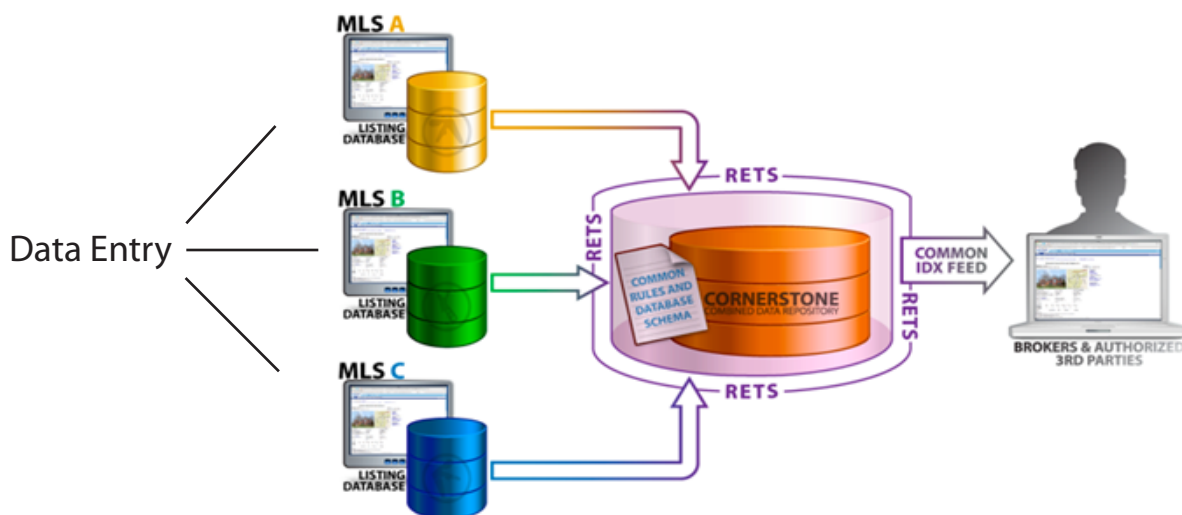 Data Entry
MLS A
LISTING
DATABASE
MLS B
LISTING
DATABASE
MLS C
LISTING
DATABASE
RETS
RETS
COMMON
RULES AND
DATABASE
SCHEMA
CORNERSTONE
COMBINED DATA REPOSITORY
RETS
RETS
COMMON
IDX FEED
BROKERS & AUTHORIZED
3RD PARTIES